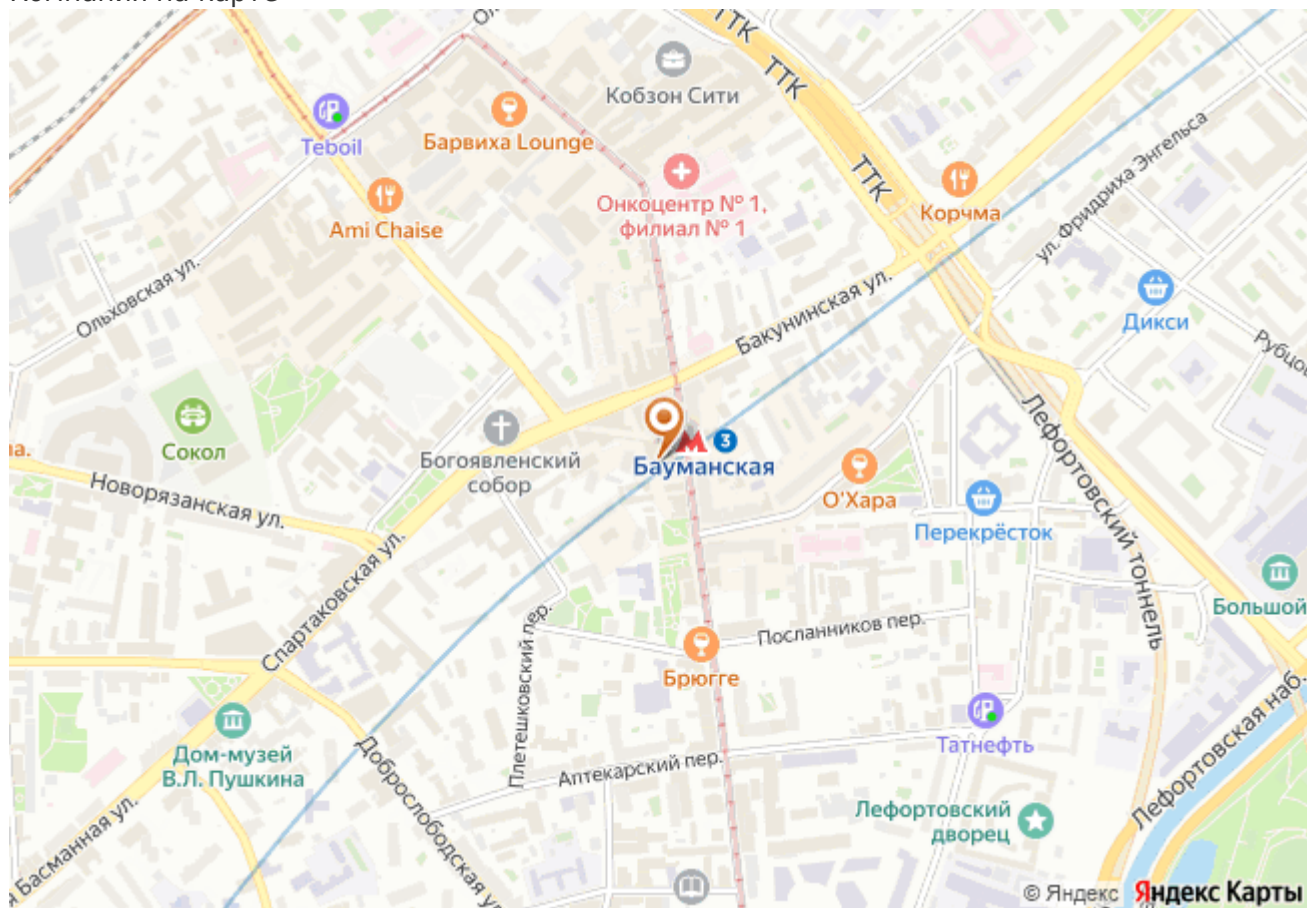 ТТК
Кобзон Сити
ТТК
Teboil
Барвиха Lounge
ТТК
ул. Фридриха Энгельса
Онкоцентр № 1,
филиал № 1
Корчма
Ami Chaise
Ольховская ул.
Бакунинская ул.
Дикси
Сокол
Богоявленский
собор
3
Бауманская
О'Хара
Лефортовский тоннель
Новорязанская ул.
Перекрёсток
Большой
Спартаковская ул.
Плетешковский пер.
Посланников пер.
Брюгге
Дом-музей
В.Л. Пушкина
Татнефть
Лефортовская наб.
Аптекарский пер.
Доброслободская ул.
Лефортовский
дворец
Басманная ул.
© Яндекс Яндекс Карты